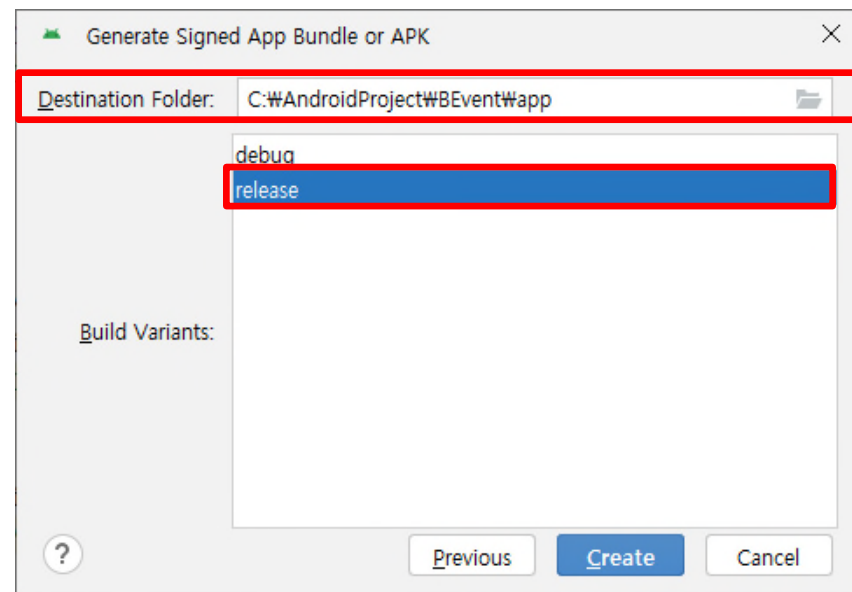 Generate Signed App Bundle or APK
Destination Folder: C:₩AndroidProject₩BEvent₩app
debug
release
Build Variants:
? Previous Create Cancel